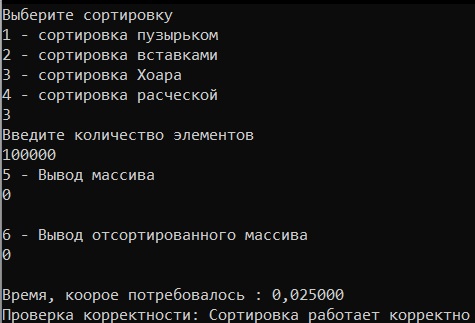 Выберите сортировку
1 - сортировка пузырьком
2 - сортировка вставками
3 - сортировка Хоара
4 - сортировка расческой
3
Введите количество элементов
100000
5 - Вывод массива
0
6 - Вывод отсортированного массива
0
Время, коорое потребовалось : 0,025000
Проверка корректности: Сортировка работает корректно